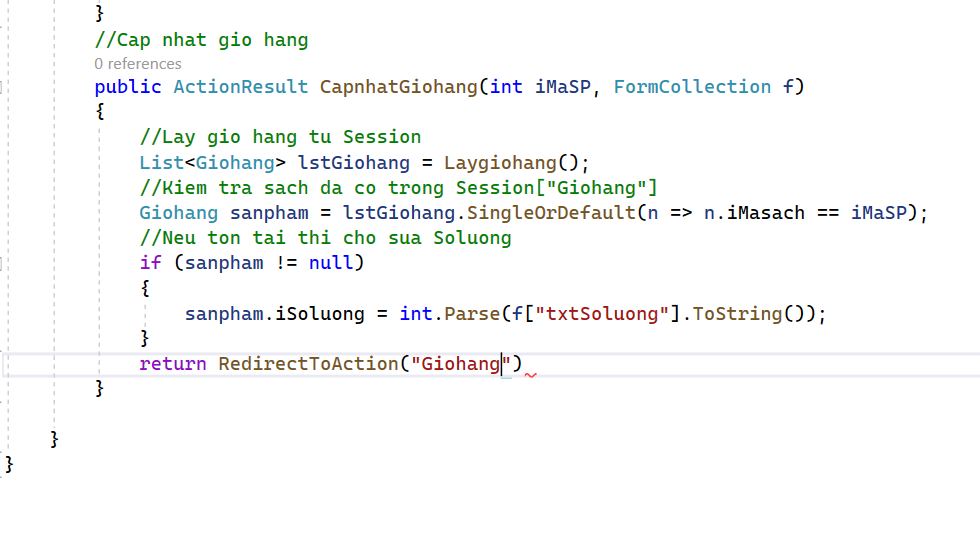 }
//Cap nhat gio hang
0 references
public ActionResult CapnhatGiohang(int iMaSP, FormCollection f)
{
//Lay gio hang tu Session
List<Giohang> lstGiohang = Laygiohang();
//Kiem tra sach da co trong Session["Giohang"]
Giohang sanpham = lstGiohang.SingleOrDefault(n => n.iMasach == iMaSP);
//Neu ton tai thi cho sua Soluong
if (sanpham != null)
{
sanpham.iSoluong = int.Parse(f["txtSoluong"].ToString());
}
return RedirectToAction("Giohang")
}
}
}